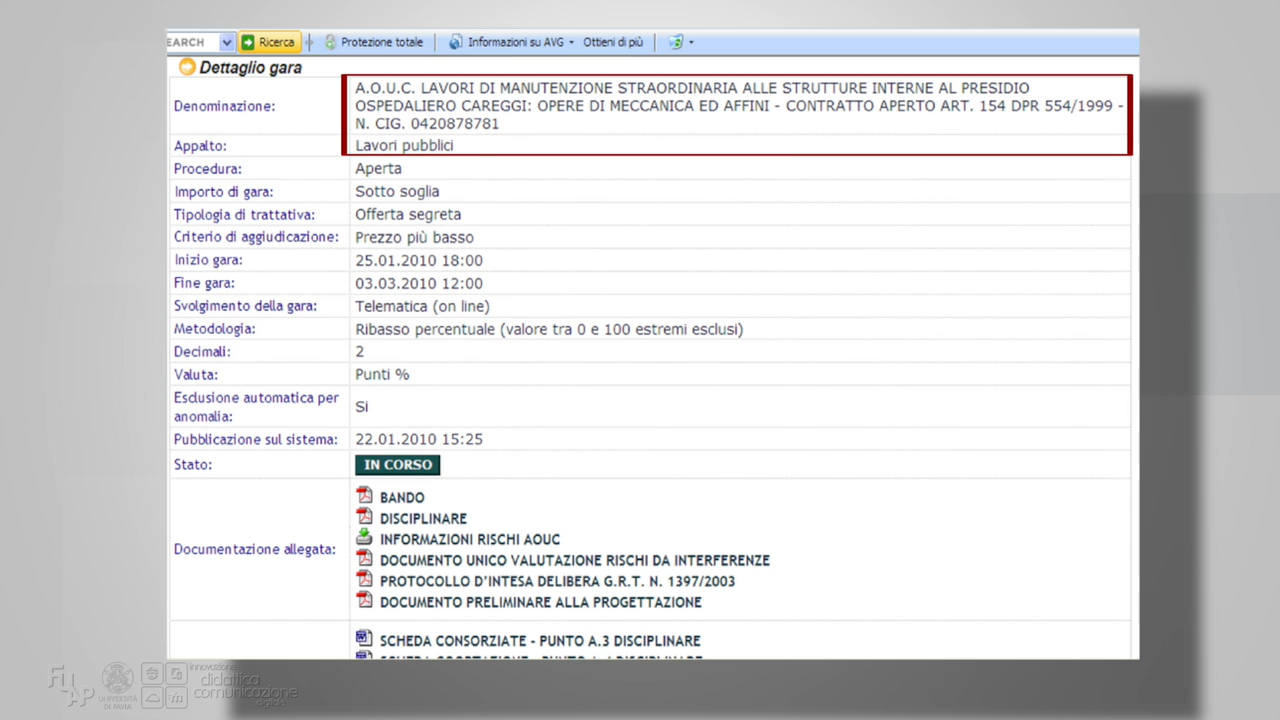 EARCH Ricerca Protezione totale Informazioni su AVG Ottieni di più
Dettaglio gara
Denominazione: A.O.U.C. LAVORI DI MANUTENZIONE STRAORDINARIA ALLE STRUTTURE INTERNE AL PRESIDIO
OSPEDALIERO CAREGGI: OPERE DI MECCANICA ED AFFINI - CONTRATTO APERTO ART. 154 DPR 554/1999 -
N. CIG. 0420878781
Appalto: Lavori pubblici
Procedura: Aperta
Importo di gara: Sotto soglia
Tipologia di trattativa: Offerta segreta
Criterio di aggiudicazione: Prezzo più basso
Inizio gara: 25.01.2010 18:00
Fine gara: 03.03.2010 12:00
Svolgimento della gara: Telematica (on line)
Metodologia: Ribasso percentuale (valore tra 0 e 100 estremi esclusi)
Decimali: 2
Valuta: Punti %
Esclusione automatica per
anomalia: Si
Pubblicazione sul sistema: 22.01.2010 15:25
Stato: IN CORSO
Documentazione allegata:
BANDO
DISCIPLINARE
INFORMAZIONI RISCHI AOUC
DOCUMENTO UNICO VALUTAZIONE RISCHI DA INTERFERENZE
PROTOCOLLO D'INTESA DELIBERA G.R.T. N. 1397/2003
DOCUMENTO PRELIMINARE ALLA PROGETTAZIONE
SCHEDA CONSORZIATE - PUNTO A.3 DISCIPLINARE
UNIVERSITÀ
DI PAVIA
innovazione
didattica
comunicazione
digitale